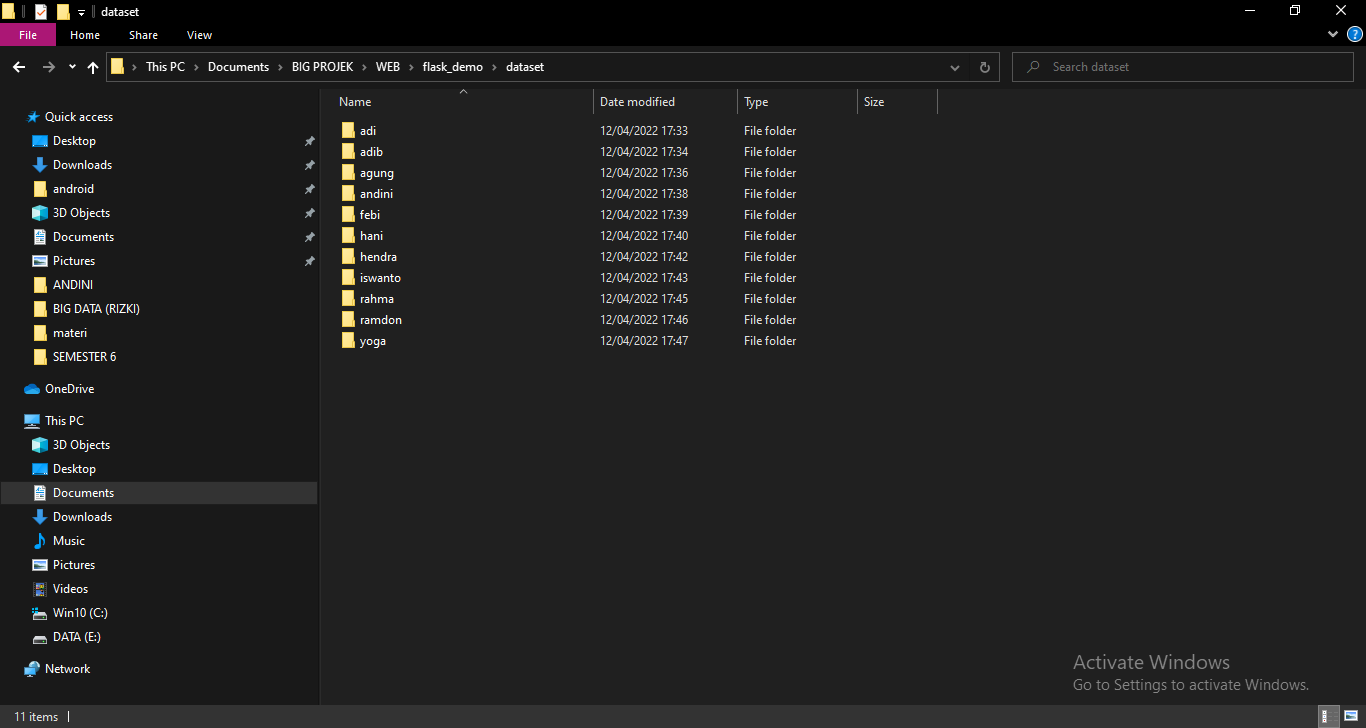 dataset
File Home Share View
This PC > Documents > BIG PROJEK > WEB > flask_demo > dataset
Search dataset
Name Date modified Type Size
Quick access
Desktop
Downloads
android
3D Objects
Documents
Pictures
ANDINI
BIG DATA (RIZKI)
materi
SEMESTER 6
OneDrive
This PC
3D Objects
Desktop
Documents
Downloads
Music
Pictures
Videos
Win10 (C:)
DATA (E:)
Network
adi 12/04/2022 17:33 File folder
adib 12/04/2022 17:34 File folder
agung 12/04/2022 17:36 File folder
andini 12/04/2022 17:38 File folder
febi 12/04/2022 17:39 File folder
hani 12/04/2022 17:40 File folder
hendra 12/04/2022 17:42 File folder
iswanto 12/04/2022 17:43 File folder
rahma 12/04/2022 17:45 File folder
ramdon 12/04/2022 17:46 File folder
yoga 12/04/2022 17:47 File folder
Activate Windows
Go to Settings to activate Windows.
11 items